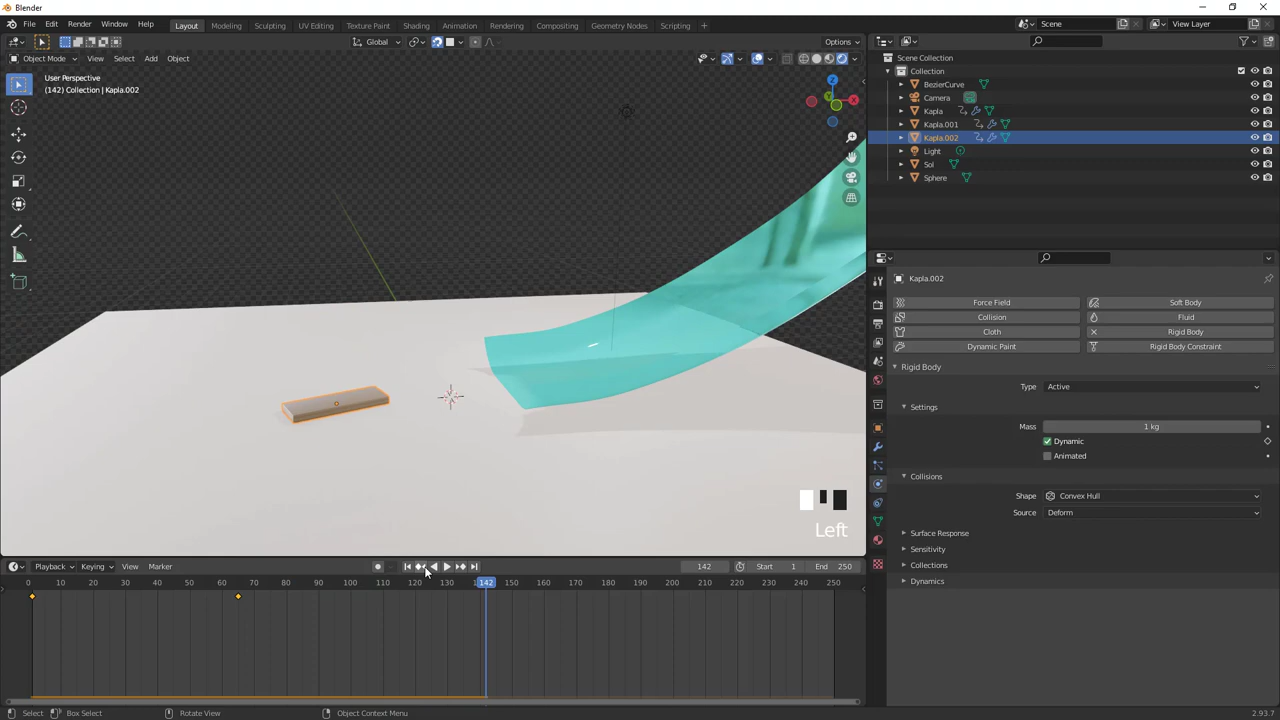 Blender
File Edit Render Window Help
Layout Modeling Sculpting UV Editing Texture Paint Shading Animation Rendering Compositing Geometry Nodes Scripting +
Scene View Layer
Object Mode View Select Add Object Global Options
User Perspective
(142) Collection | Kapla.002
Z
Y
X
Scene Collection
Collection
BezierCurve
Camera
Kapla
Kapla.001
Kapla.002
Light
Sol
Sphere
Kapla.002
Force Field Soft Body
Collision Fluid
Cloth Rigid Body
Dynamic Paint Rigid Body Constraint
Rigid Body
Type Active
Settings
Mass 1 kg
Dynamic
Animated
Collisions
Shape Convex Hull
Source Deform
Surface Response
Sensitivity
Collections
Dynamics
Left
Playback Keying View Marker 142 Start 1 End 250
0 10 20 30 40 50 60 70 80 90 100 110 120 130 142 150 160 170 180 190 200 210 220 230 240 250
Select Box Select Rotate View Object Context Menu 2.93.7